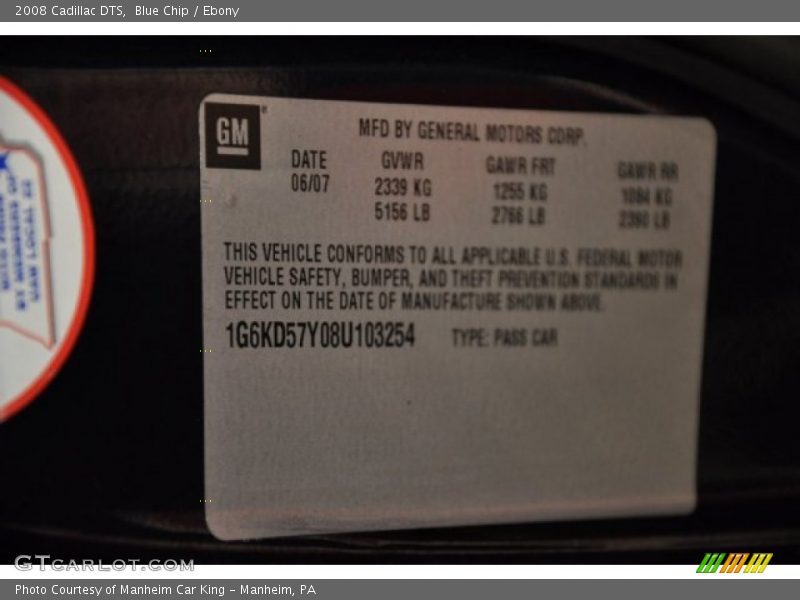 2008 Cadillac DTS, Blue Chip / Ebony
GM
MFD BY GENERAL MOTORS CORP.
DATE GVWR GAWR FRT GAWR RR
06/07 2339 KG 1255 KG 1084 KG
5156 LB 2766 LB 2390 LB
THIS VEHICLE CONFORMS TO ALL APPLICABLE U.S. FEDERAL MOTOR
VEHICLE SAFETY, BUMPER, AND THEFT PREVENTION STANDARDS IN
EFFECT ON THE DATE OF MANUFACTURE SHOWN ABOVE.
1G6KD57Y08U103254 TYPE: PASS CAR
GTCARLOT.COM
Photo Courtesy of Manheim Car King - Manheim, PA